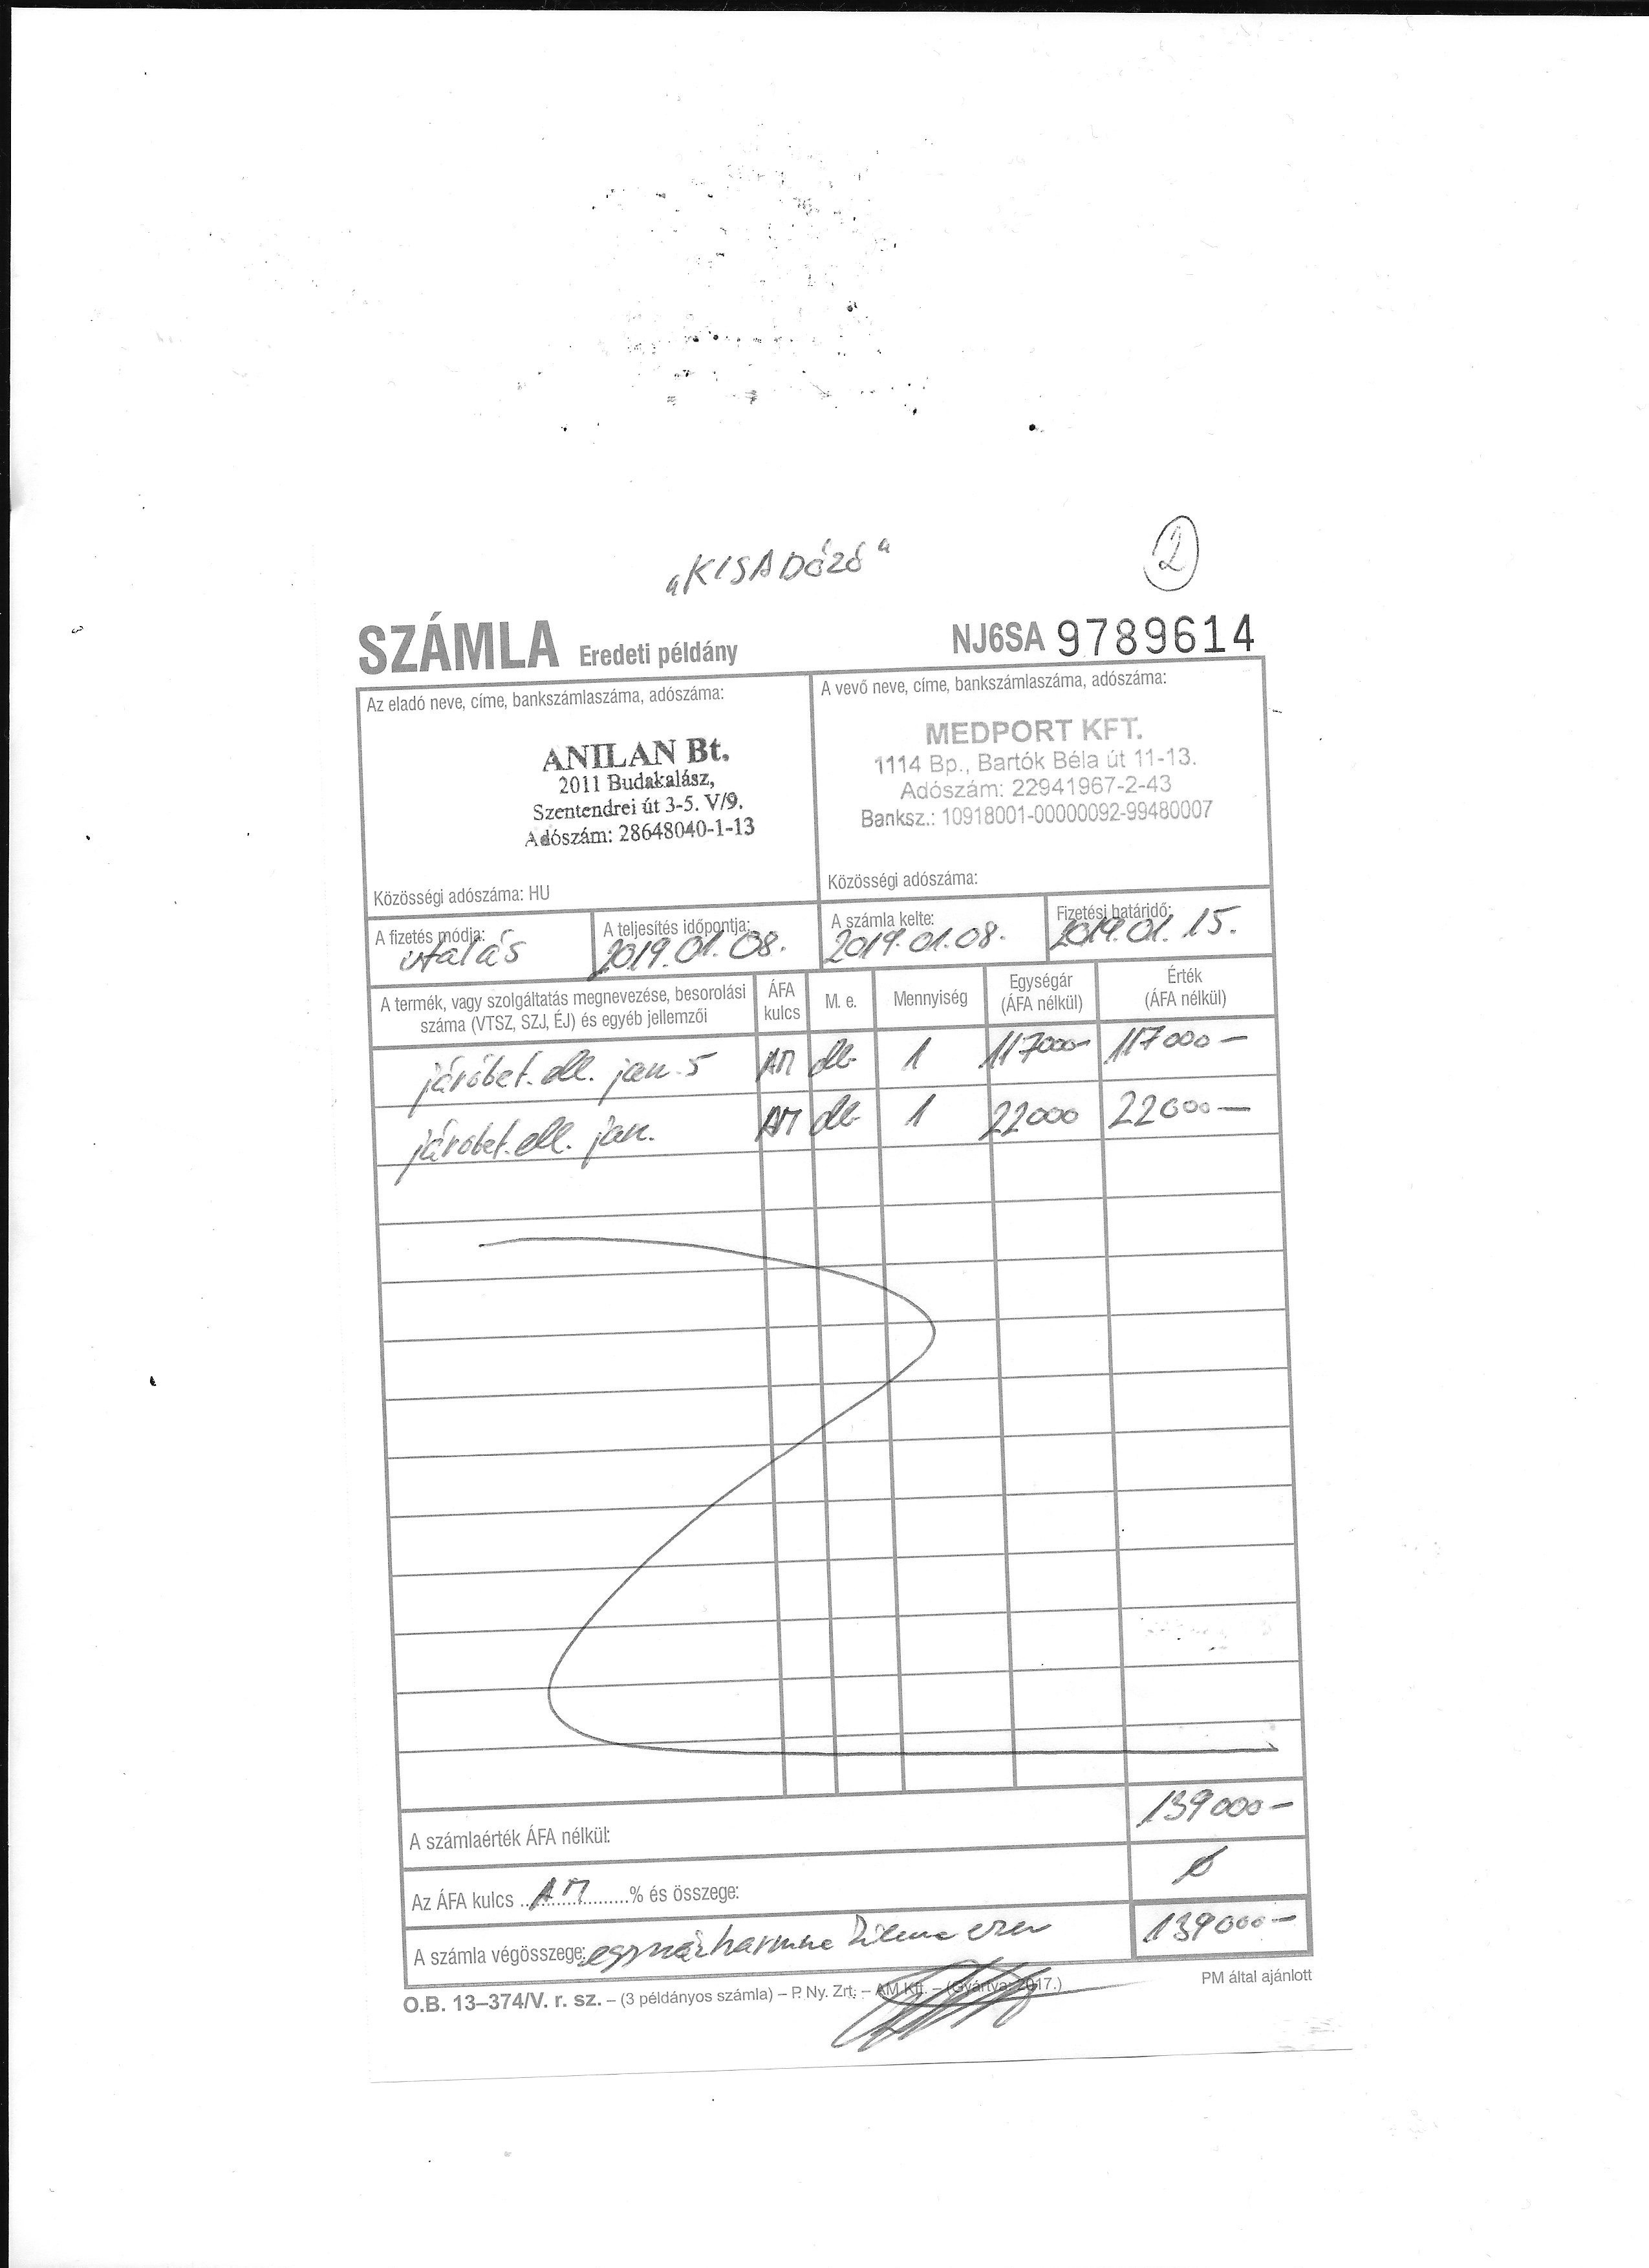 „KISADÓZÓ"
2
SZÁMLA Eredeti példány
NJ6SA 9789614
Az eladó neve, címe, bankszámlaszáma, adószáma:
ANILAN Bt.
2011 Budakalász,
Szentendrei út 3-5. V/9.
Adószám: 28648040-1-13
Közösségi adószáma: HU
A vevő neve, címe, bankszámlaszáma, adószáma:
MEDPORT KFT.
1114 Bp., Bartók Béla út 11-13.
Adószám: 22941967-2-43
Banksz.: 10918001-00000092-99480007
Közösségi adószáma:
A fizetés módja:
utalás
A teljesítés időpontja:
2019.01.08.
A számla kelte:
2019.01.08.
Fizetési határidő:
2019.01.15.
A termék, vagy szolgáltatás megnevezése, besorolási
száma (VTSZ, SZJ, ÉJ) és egyéb jellemzői
ÁFA
kulcs
M. e.
Mennyiség
Egységár
(ÁFA nélkül)
Érték
(ÁFA nélkül)
járóbet. ell. jan. 5 AM db 1 117000- 117000-
járóbet. ell. jan. AM db 1 22000 22000-
A számlaérték ÁFA nélkül: 139000-
Az ÁFA kulcs ...AM...% és összege: 0
A számla végösszege: egyszázharminckilencezer 139000-
O.B. 13–374/V. r. sz. – (3 példányos számla) – P. Ny. Zrt. – AM Kft. – (Gyártva: 2017.)
PM által ajánlott